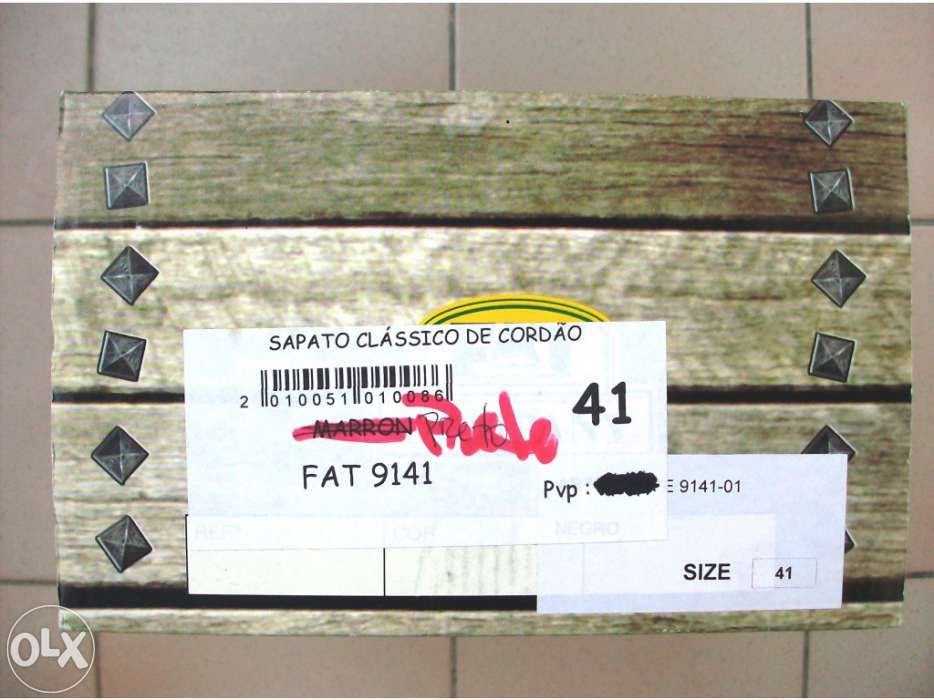 SAPATO CLÁSSICO DE CORDÃO
2 010051 010086
41
MARRON Preto
FAT 9141
Pvp :
E 9141-01
REF
COR
NEGRO
SIZE 41
OLX